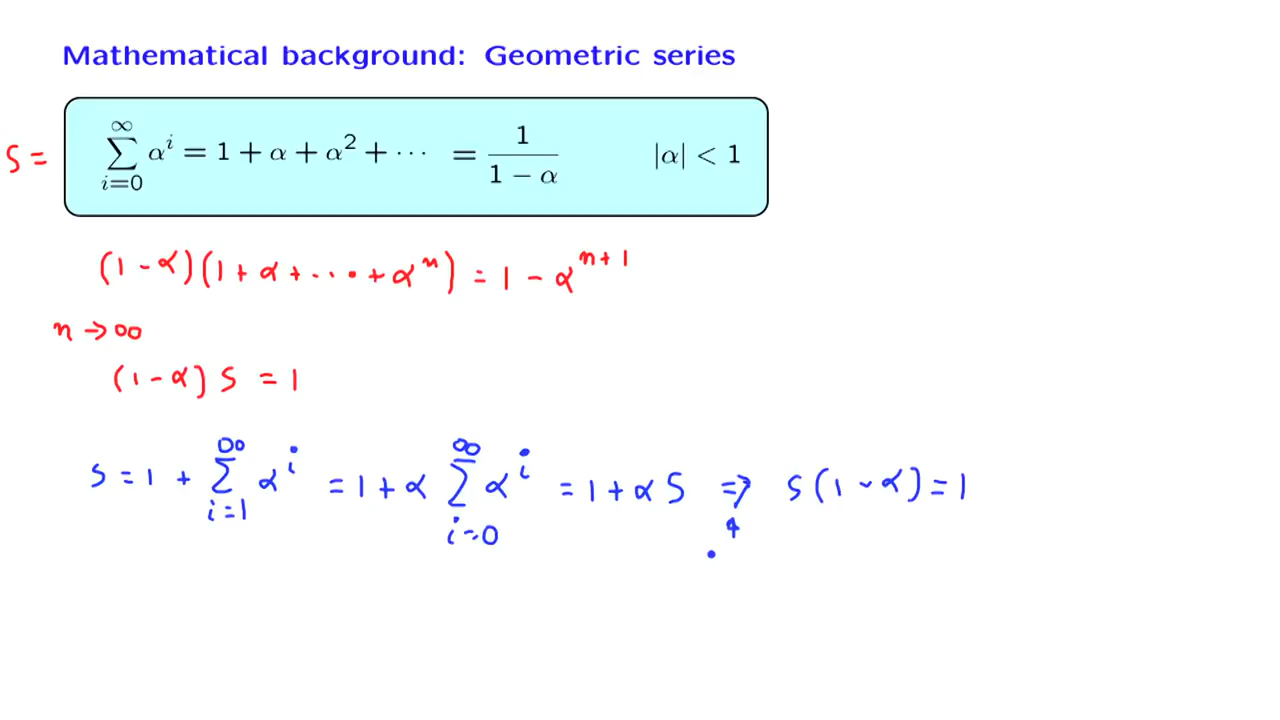 Mathematical background: Geometric series
S = ∑_{i=0}^{∞} α^i = 1 + α + α^2 + ⋯ = 1/(1 − α) |α| < 1
(1 - α)(1 + α + ⋯ + α^n) = 1 - α^{n+1}
n → ∞
(1 - α) S = 1
S = 1 + ∑_{i=1}^{∞} α^i = 1 + α ∑_{i=0}^{∞} α^i = 1 + α S ⇒ S(1 - α) = 1